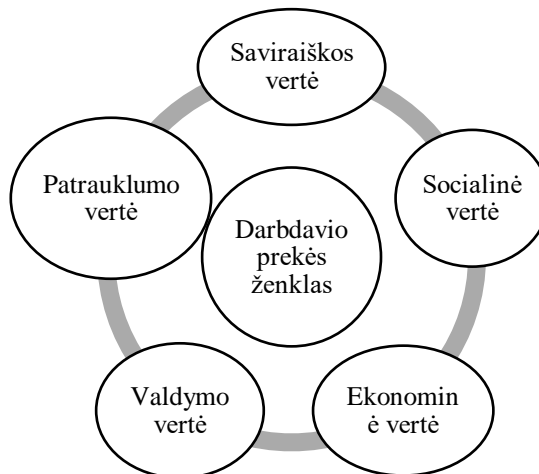 Saviraiškos
vertė
Patrauklumo
vertė
Socialinė
vertė
Darbdavio
prekės
ženklas
Valdymo
vertė
Ekonomin
ė vertė